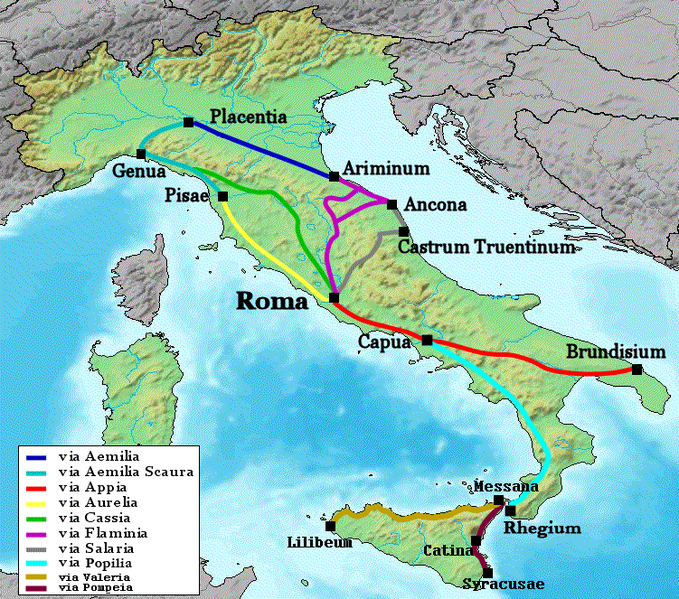 Placentia
Genua
Ariminum
Pisae
Ancona
Castrum Truentinum
Roma
Capua
Brundisium
Messana
Rhegium
Lilibeum
Catina
Syracusae
via Aemilia
via Aemilia Scaura
via Appia
via Aurelia
via Cassia
via Flaminia
via Salaria
via Popilia
via Valeria
via Pompeia